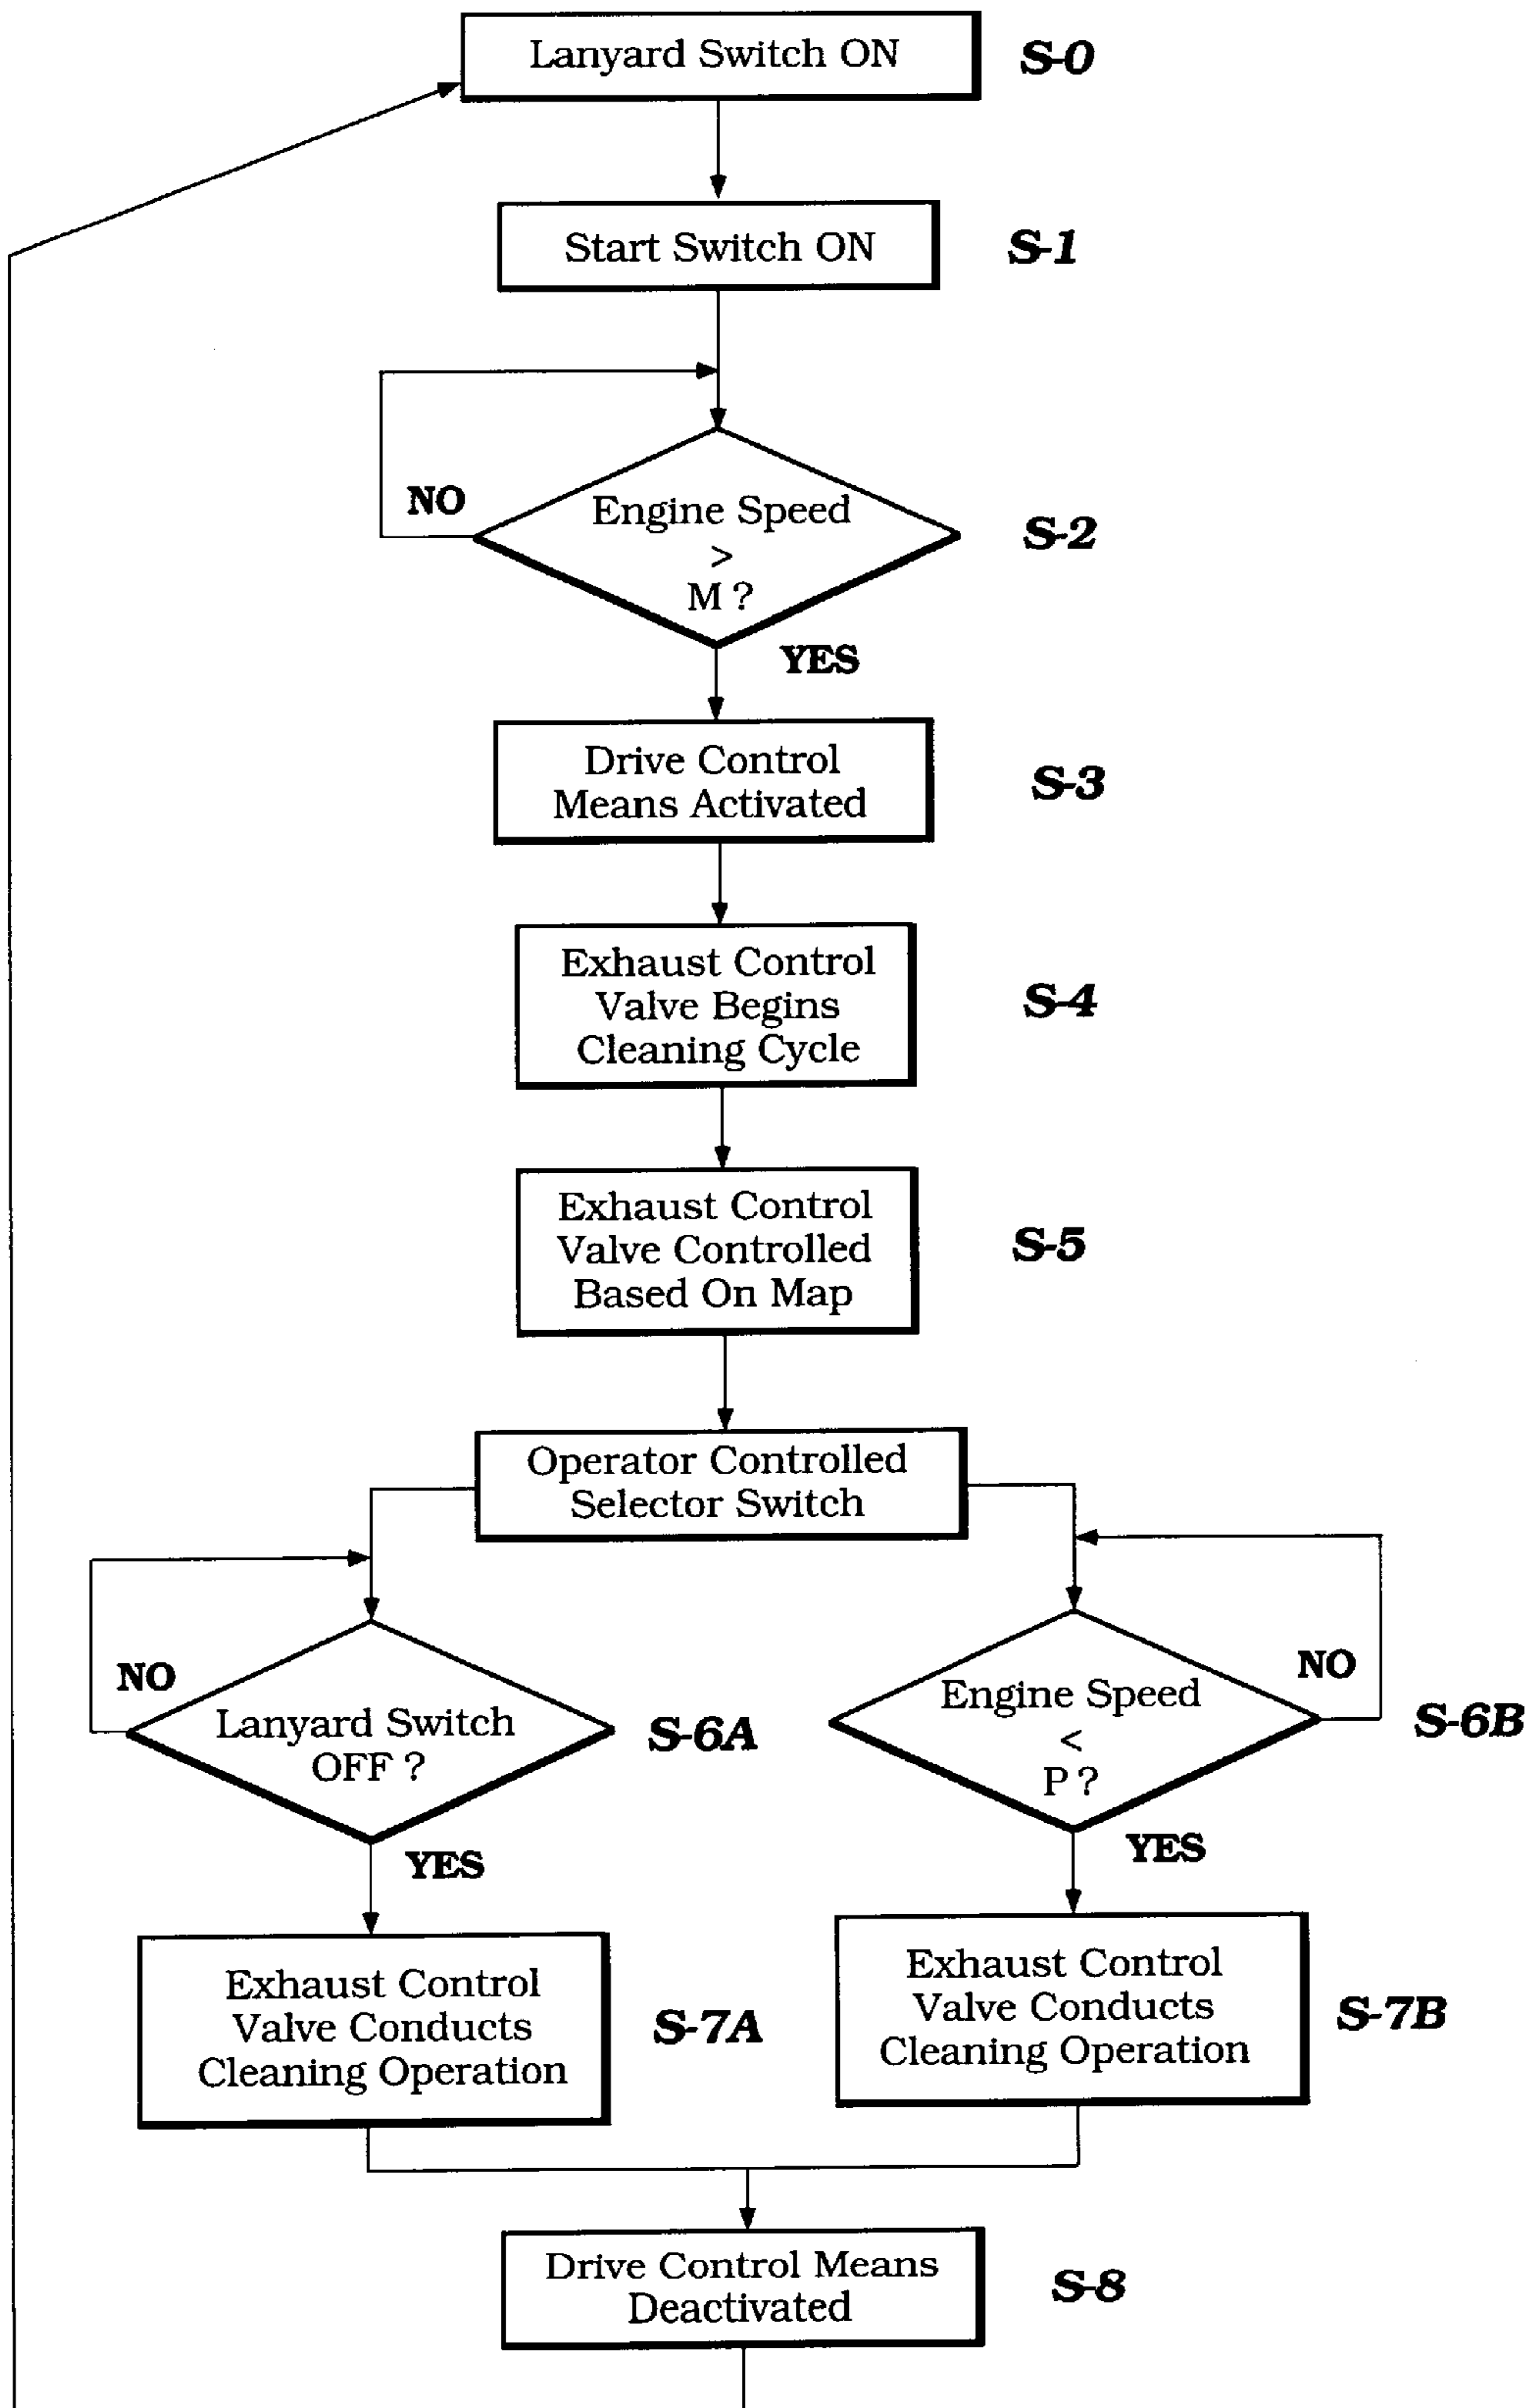 Lanyard Switch ON
S-0
Start Switch ON
S-1
NO
Engine Speed
>
M ?
S-2
YES
Drive Control
Means Activated
S-3
Exhaust Control
Valve Begins
Cleaning Cycle
S-4
Exhaust Control
Valve Controlled
Based On Map
S-5
Operator Controlled
Selector Switch
NO
Lanyard Switch
OFF ?
S-6A
YES
Engine Speed
<
P ?
NO
S-6B
YES
Exhaust Control
Valve Conducts
Cleaning Operation
S-7A
Exhaust Control
Valve Conducts
Cleaning Operation
S-7B
Drive Control Means
Deactivated
S-8